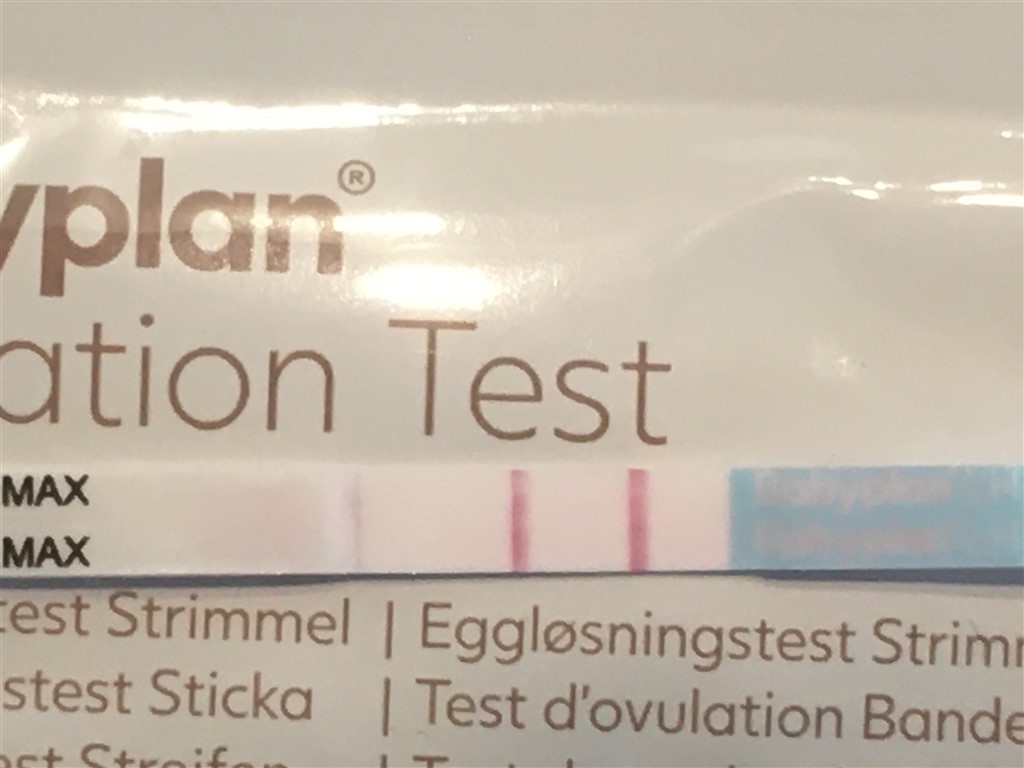 yplan®
ation Test
MAX
MAX
test Strimmel | Eggløsningstest Strimm
stest Sticka | Test d'ovulation Bande